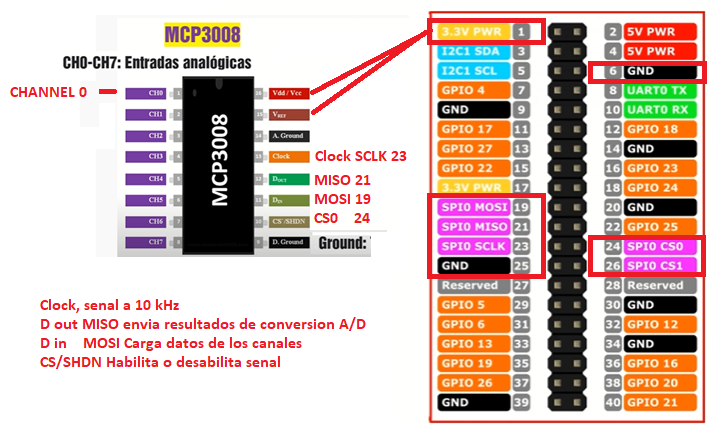 MCP3008
CH0-CH7: Entradas analógicas
CHANNEL 0
CH0 1 16 Vdd / Vcc
CH1 2 15 VREF
CH2 3 14 A. Ground
CH3 4 13 Clock Clock SCLK 23
CH4 5 12 DOUT MISO 21
CH5 6 11 DIN MOSI 19
CH6 7 10 CS'/SHDN CS0 24
CH7 8 9 D. Ground
MCP3008
Ground:
Clock, senal a 10 kHz
D out MISO envia resultados de conversion A/D
D in MOSI Carga datos de los canales
CS/SHDN Habilita o desabilita senal
3.3V PWR 1 2 5V PWR
I2C1 SDA 3 4 5V PWR
I2C1 SCL 5 6 GND
GPIO 4 7 8 UART0 TX
GND 9 10 UART0 RX
GPIO 17 11 12 GPIO 18
GPIO 27 13 14 GND
GPIO 22 15 16 GPIO 23
3.3V PWR 17 18 GPIO 24
SPI0 MOSI 19 20 GND
SPI0 MISO 21 22 GPIO 25
SPI0 SCLK 23 24 SPI0 CS0
GND 25 26 SPI0 CS1
Reserved 27 28 Reserved
GPIO 5 29 30 GND
GPIO 6 31 32 GPIO 12
GPIO 13 33 34 GND
GPIO 19 35 36 GPIO 16
GPIO 26 37 38 GPIO 20
GND 39 40 GPIO 21